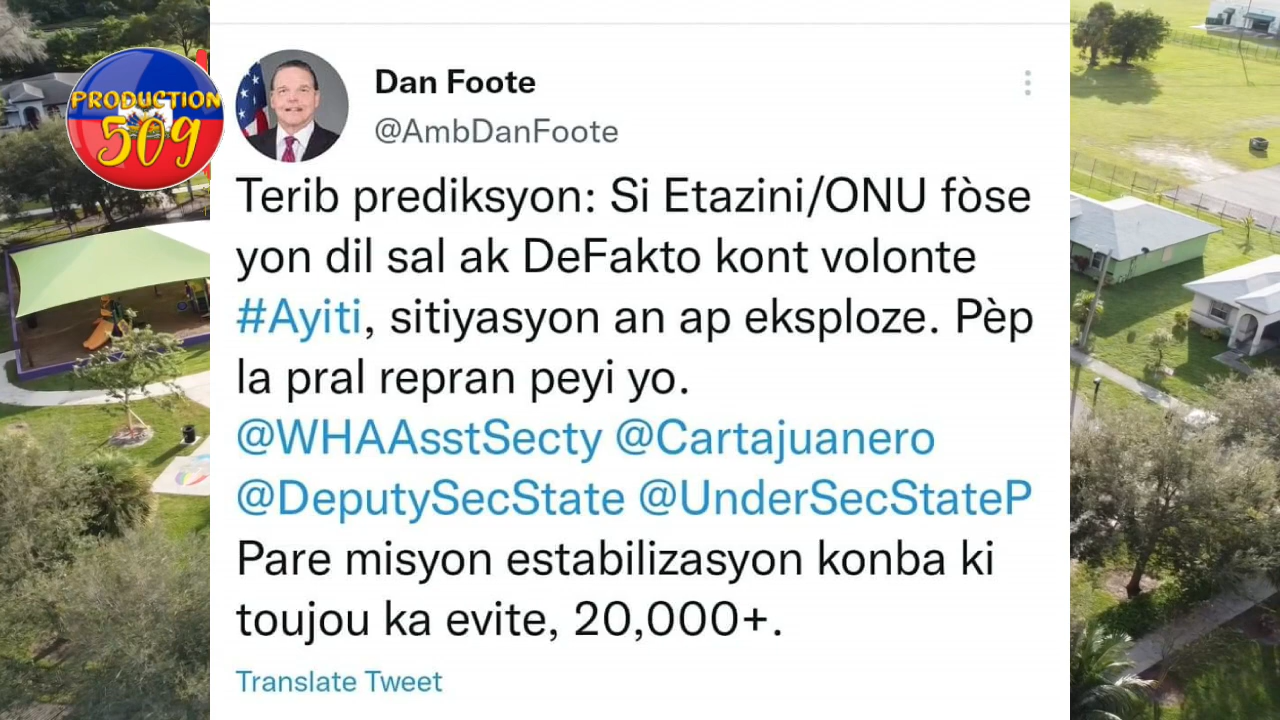 PRODUCTION
509
Dan Foote
@AmbDanFoote
Terib prediksyon: Si Etazini/ONU fòse
yon dil sal ak DeFakto kont volonte
#Ayiti, sitiyasyon an ap eksploze. Pèp
la pral repran peyi yo.
@WHAAsstSecty @Cartajuanero
@DeputySecState @UnderSecStateP
Pare misyon estabilizasyon konba ki
toujou ka evite, 20,000+.
Translate Tweet